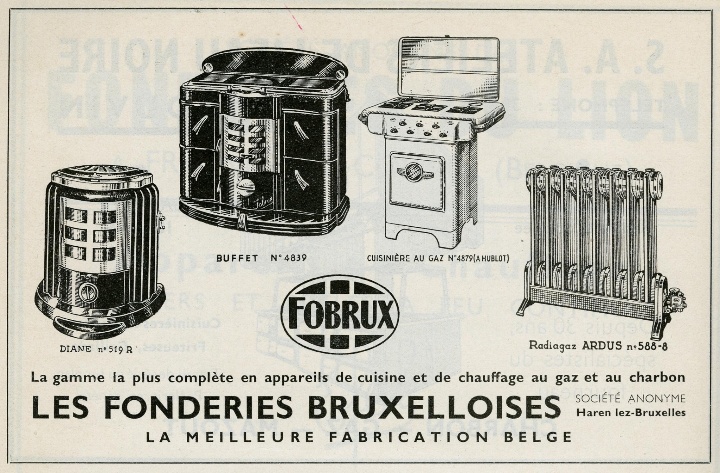 BUFFET N° 4839
CUISINIÈRE AU GAZ N° 4879 (A HUBLOT)
DIANE n° 519 R
FOBRUX
Radiagaz ARDUS n° 588-8
La gamme la plus complète en appareils de cuisine et de chauffage au gaz et au charbon
LES FONDERIES BRUXELLOISES
SOCIÉTÉ ANONYME
Haren lez-Bruxelles
LA MEILLEURE FABRICATION BELGE